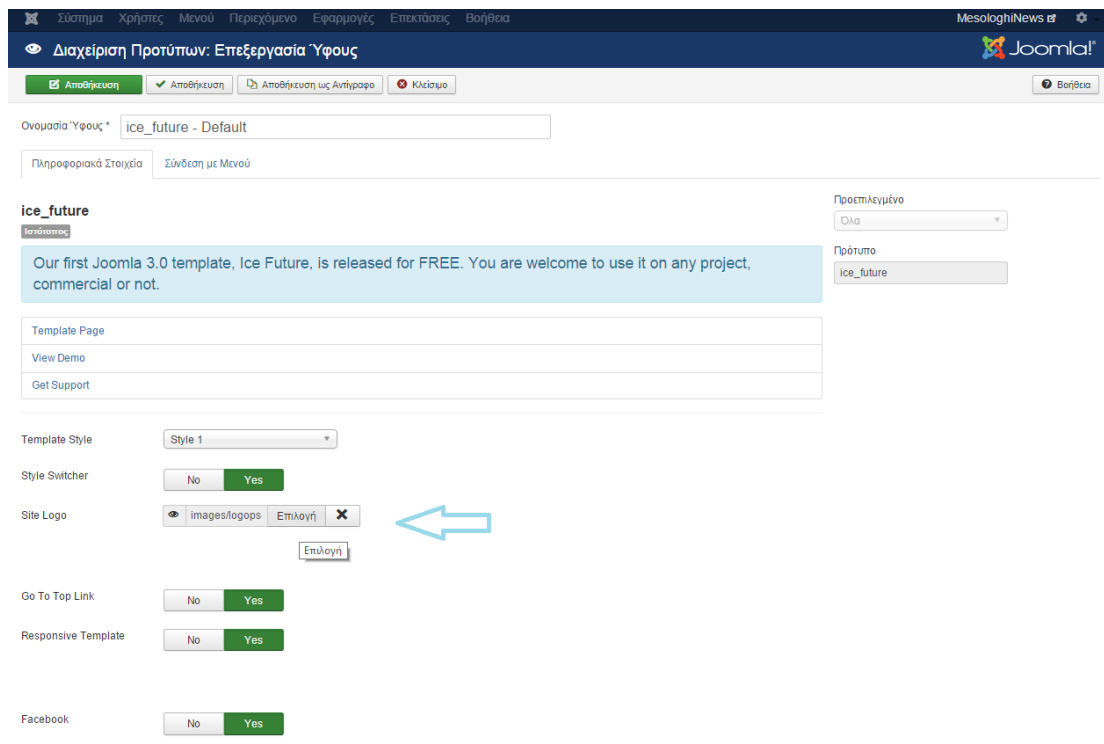 Σύστημα Χρήστες Μενού Περιεχόμενο Εφαρμογές Επεκτάσεις Βοήθεια MesologhiNews
Διαχείριση Προτύπων: Επεξεργασία Ύφους Joomla!®
Αποθήκευση Αποθήκευση Αποθήκευση ως Αντίγραφο Κλείσιμο Βοήθεια
Ονομασία Ύφους * ice_future - Default
Πληροφοριακά Στοιχεία Σύνδεση με Μενού
Προεπιλεγμένο
ice_future
Όλα
Ιστότοπος
Πρότυπο
Our first Joomla 3.0 template, Ice Future, is released for FREE. You are welcome to use it on any project,
commercial or not.
ice_future
Template Page
View Demo
Get Support
Template Style Style 1
Style Switcher No Yes
Site Logo images/logops Επιλογή
Επιλογή
Go To Top Link No Yes
Responsive Template No Yes
Facebook No Yes